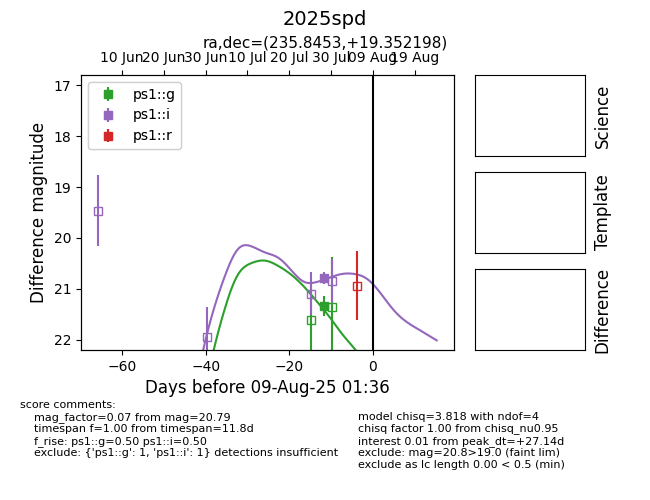 2025spd
ra,dec=(235.8453,+19.352198)
10 Jun 20 Jun 30 Jun 10 Jul 20 Jul 30 Jul 09 Aug 19 Aug
17
18
19
20
21
22
Difference magnitude
ps1::g
ps1::i
ps1::r
−60 −40 −20 0
Days before 09-Aug-25 01:36
Science
Template
Difference
score comments:
mag_factor=0.07 from mag=20.79
timespan f=1.00 from timespan=11.8d
f_rise: ps1::g=0.50 ps1::i=0.50
exclude: {'ps1::g': 1, 'ps1::i': 1} detections insufficient
model chisq=3.818 with ndof=4
chisq factor 1.00 from chisq_nu0.95
interest 0.01 from peak_dt=+27.14d
exclude: mag=20.8>19.0 (faint lim)
exclude as lc length 0.00 < 0.5 (min)